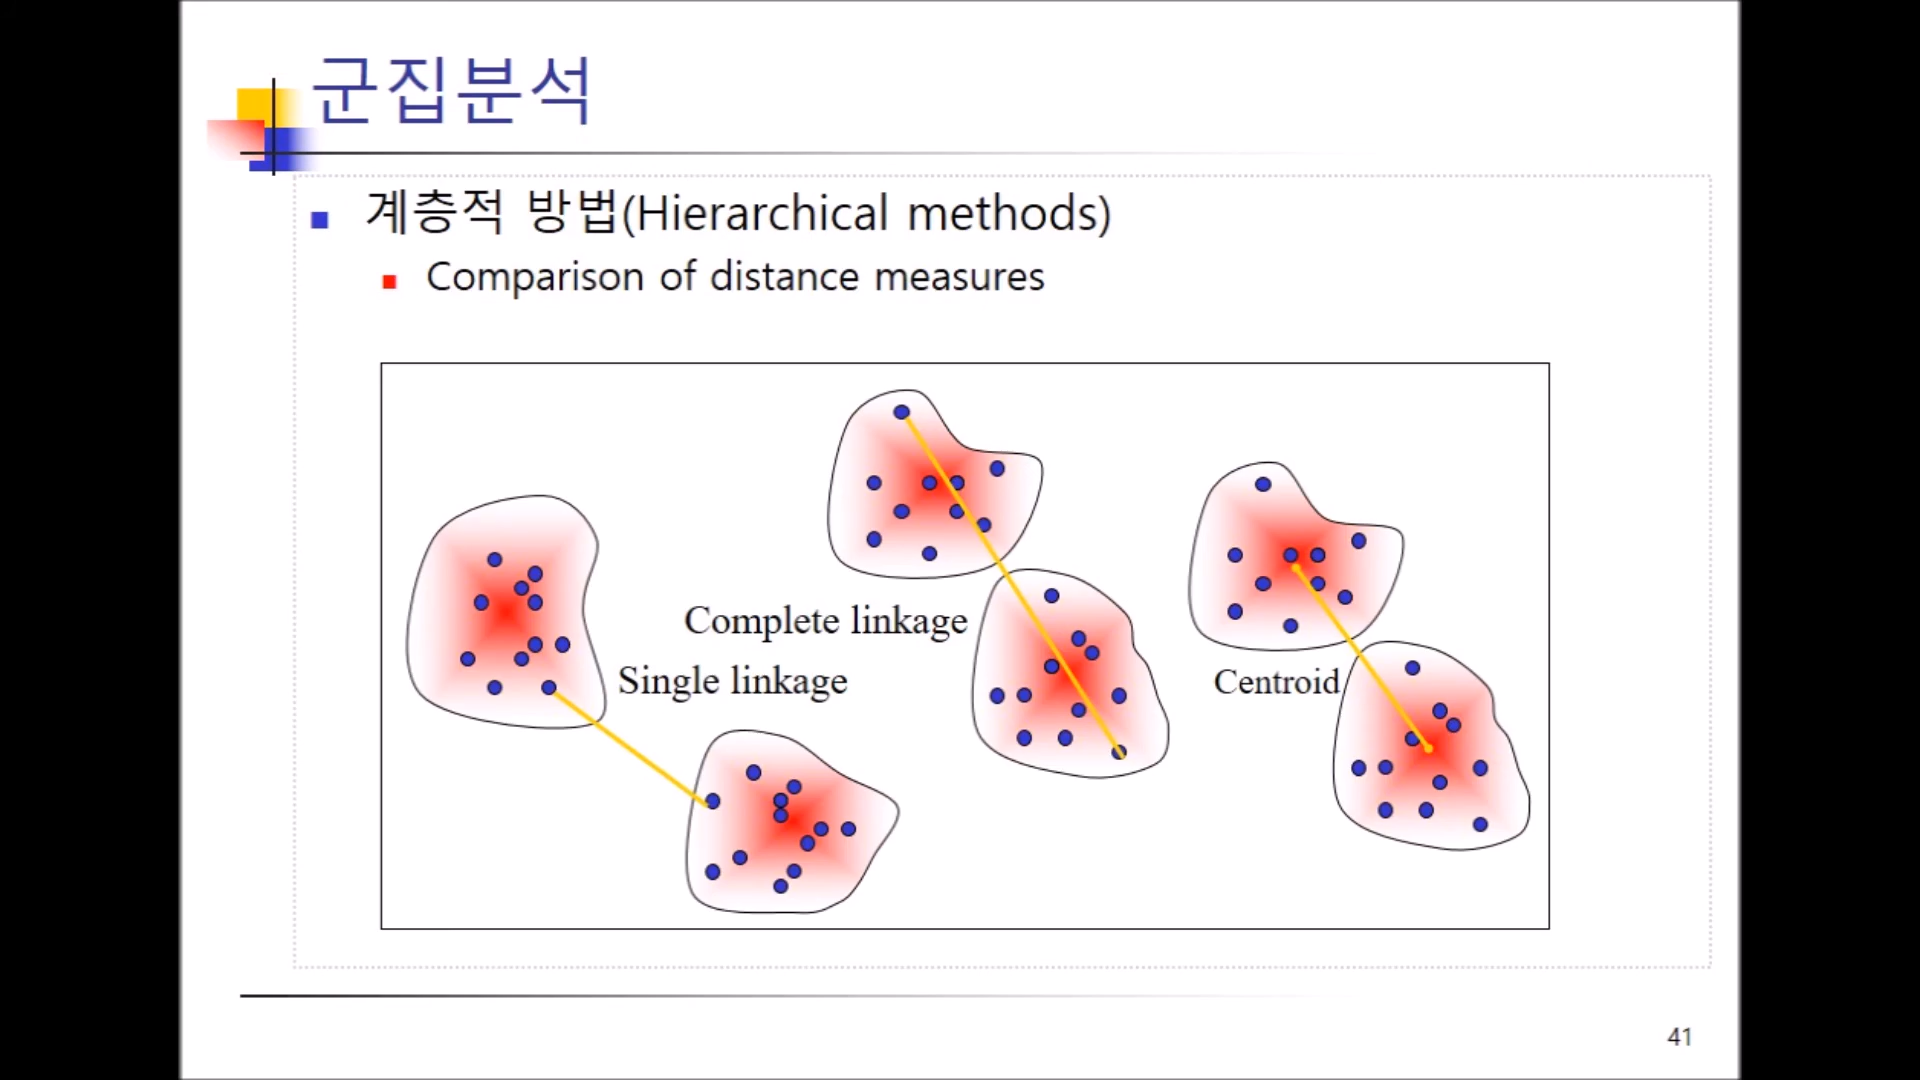 군집분석
계층적 방법(Hierarchical methods)
Comparison of distance measures
Complete linkage
Single linkage
Centroid
41